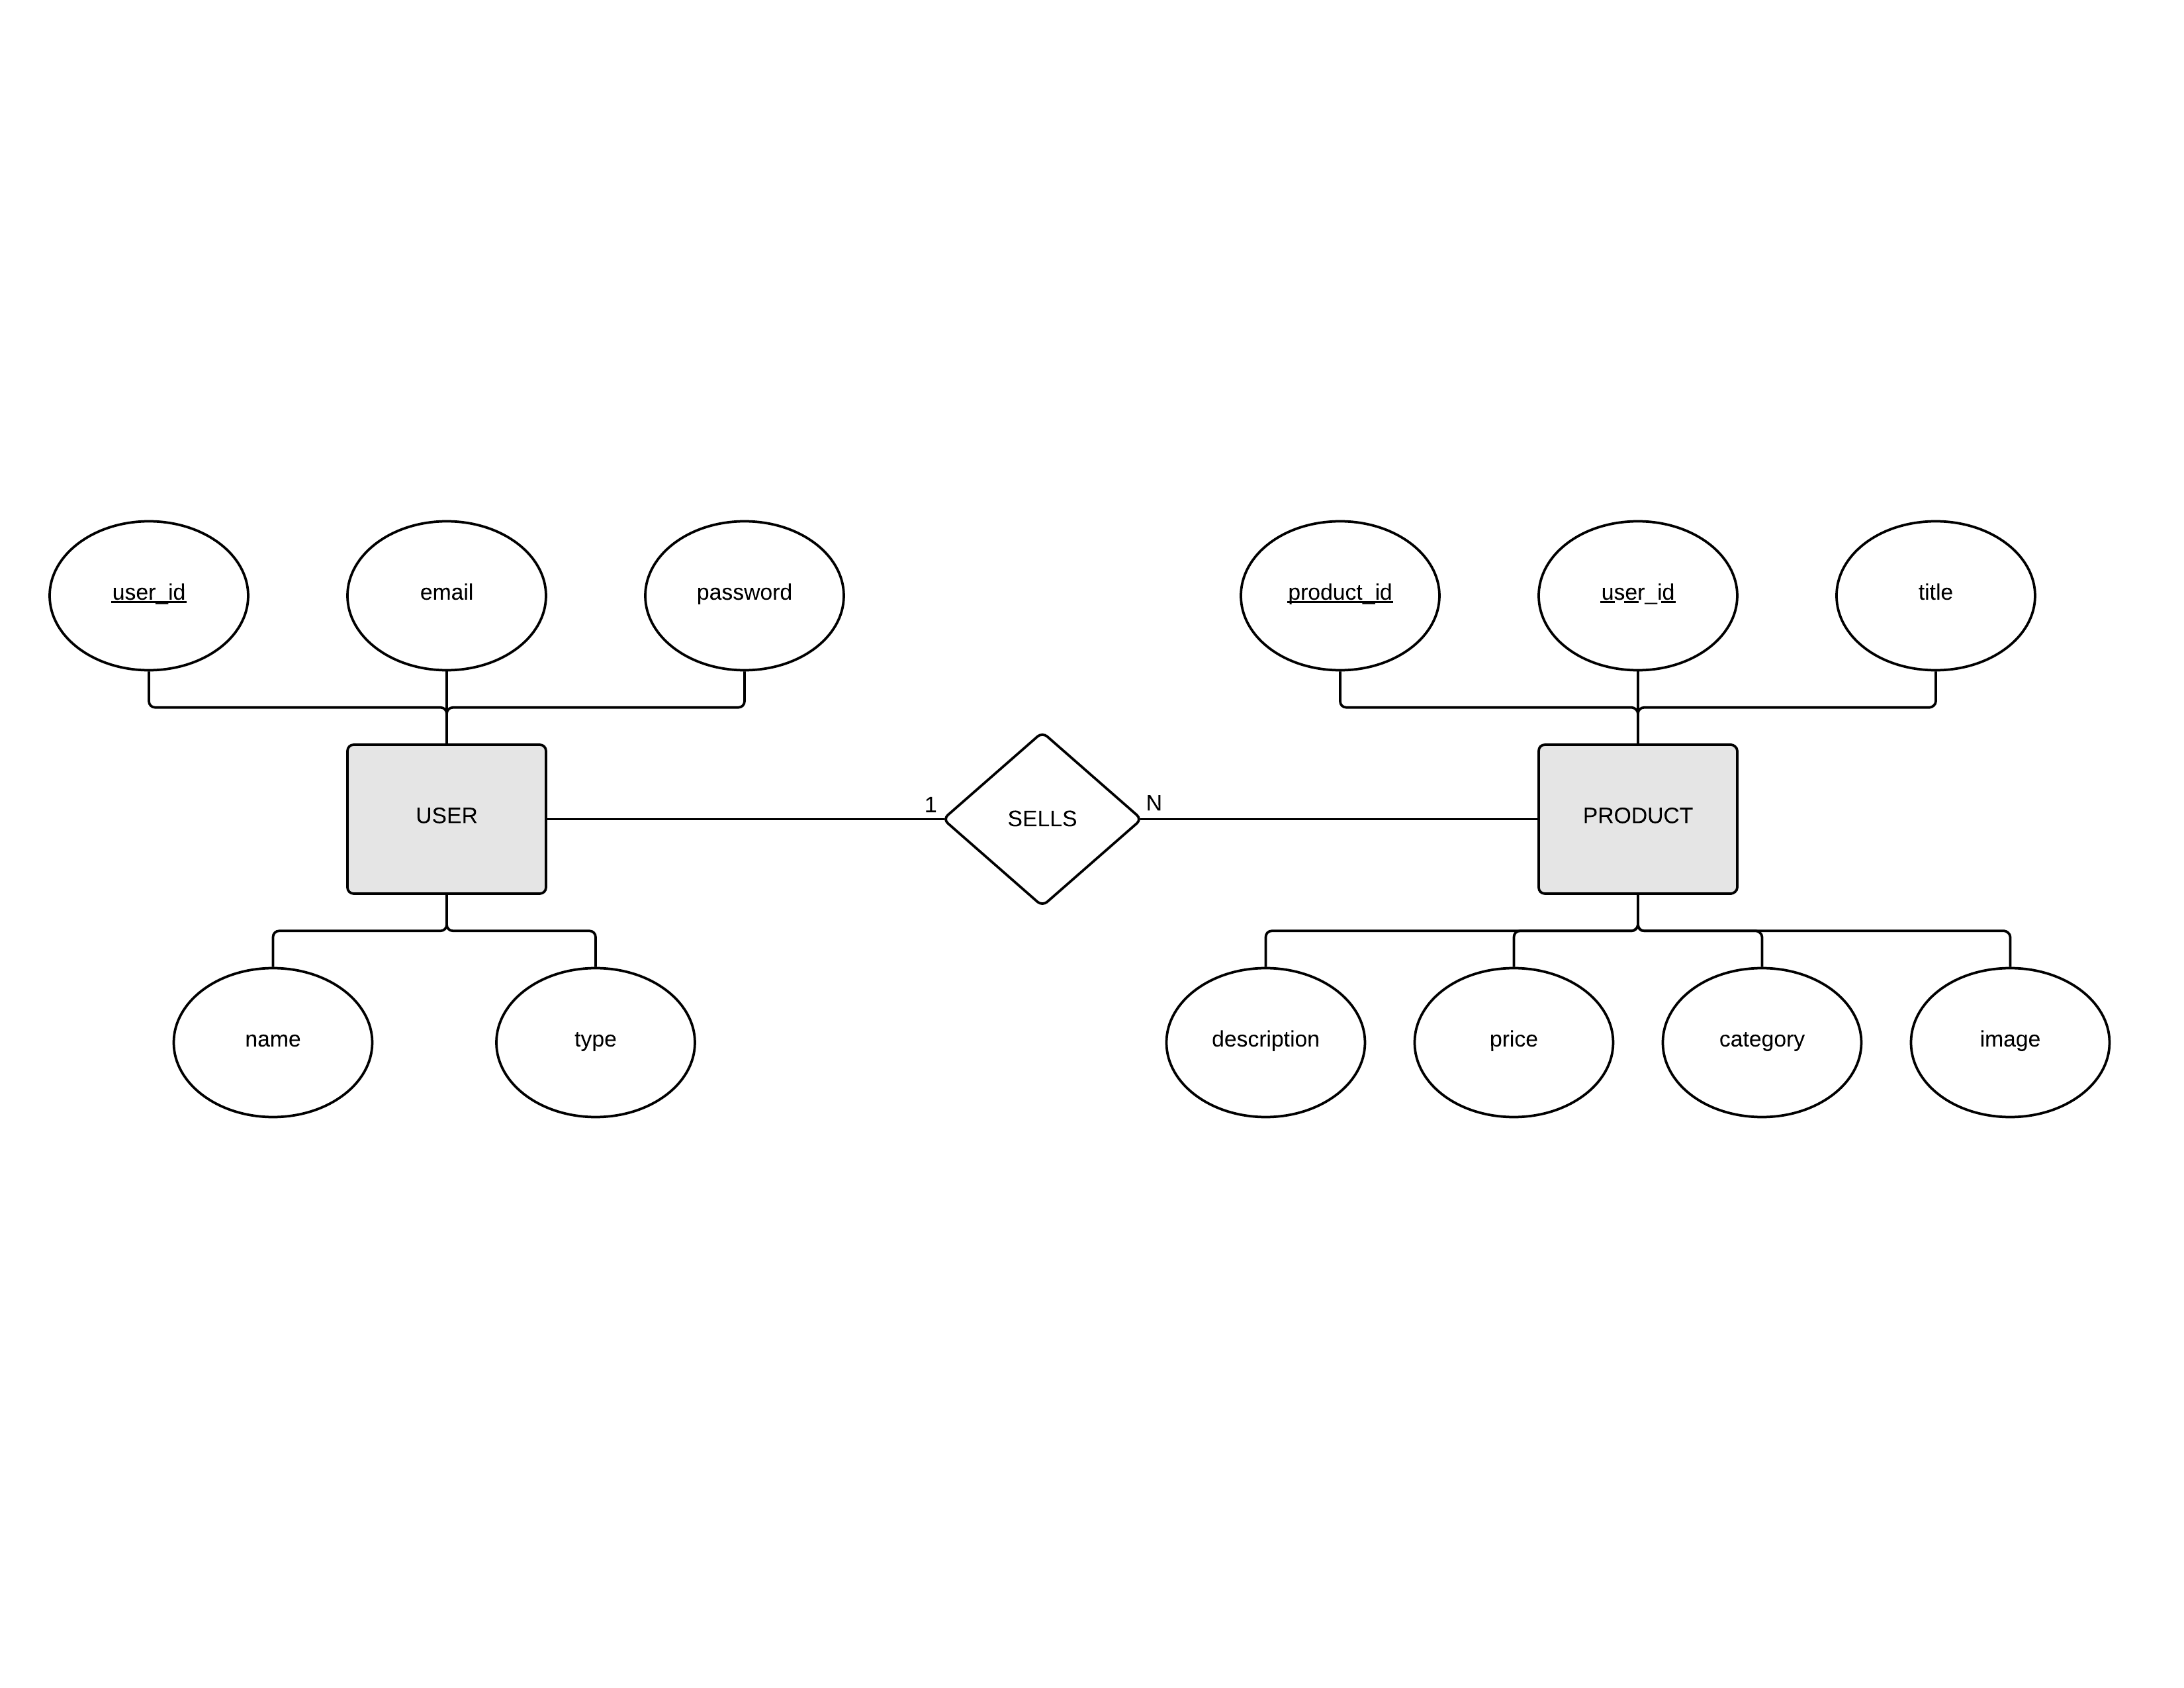 user_id
email
password
product_id
user_id
title
USER
1
SELLS
N
PRODUCT
name
type
description
price
category
image